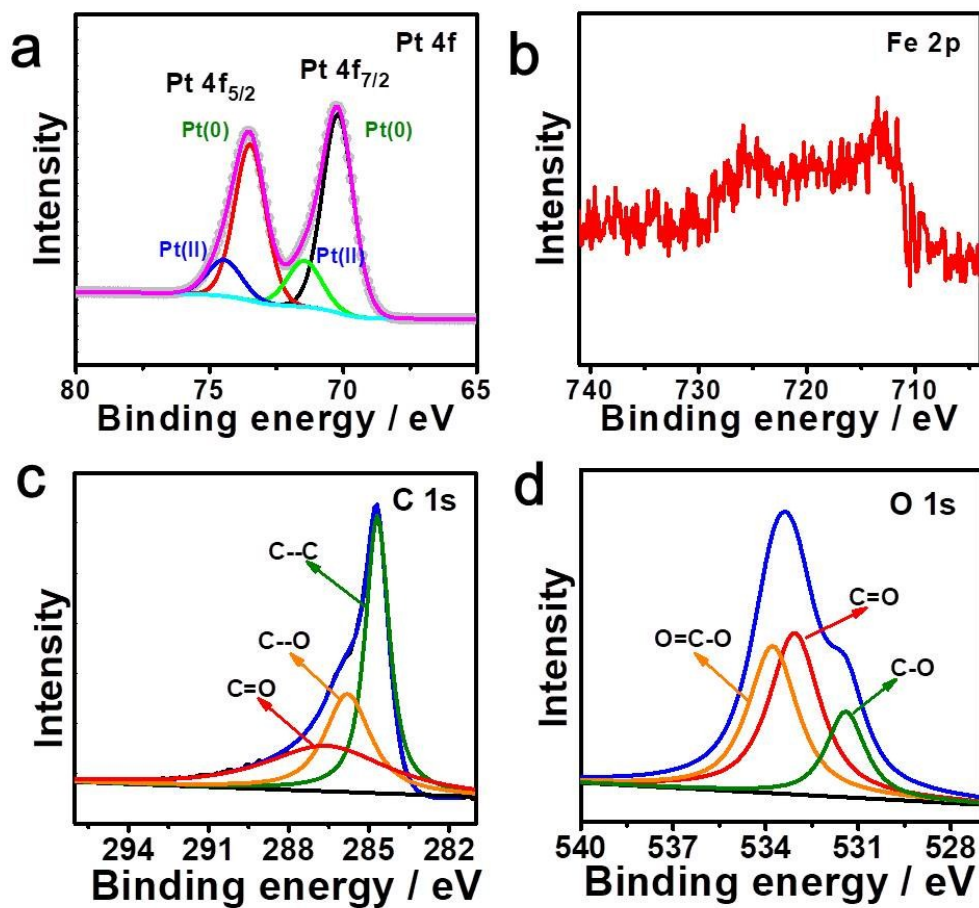 a
Pt 4f
Pt 4f5/2
Pt 4f7/2
Pt(0)
Pt(0)
Pt(II)
Pt(II)
Intensity
80 75 70 65
Binding energy / eV
b
Fe 2p
Intensity
741 730 720 710
Binding energy / eV
c
C 1s
C--C
C--O
C=O
Intensity
294 291 288 285 282
Binding energy / eV
d
O 1s
C=O
O=C-O
C-O
Intensity
540 537 534 531 528
Binding energy / eV